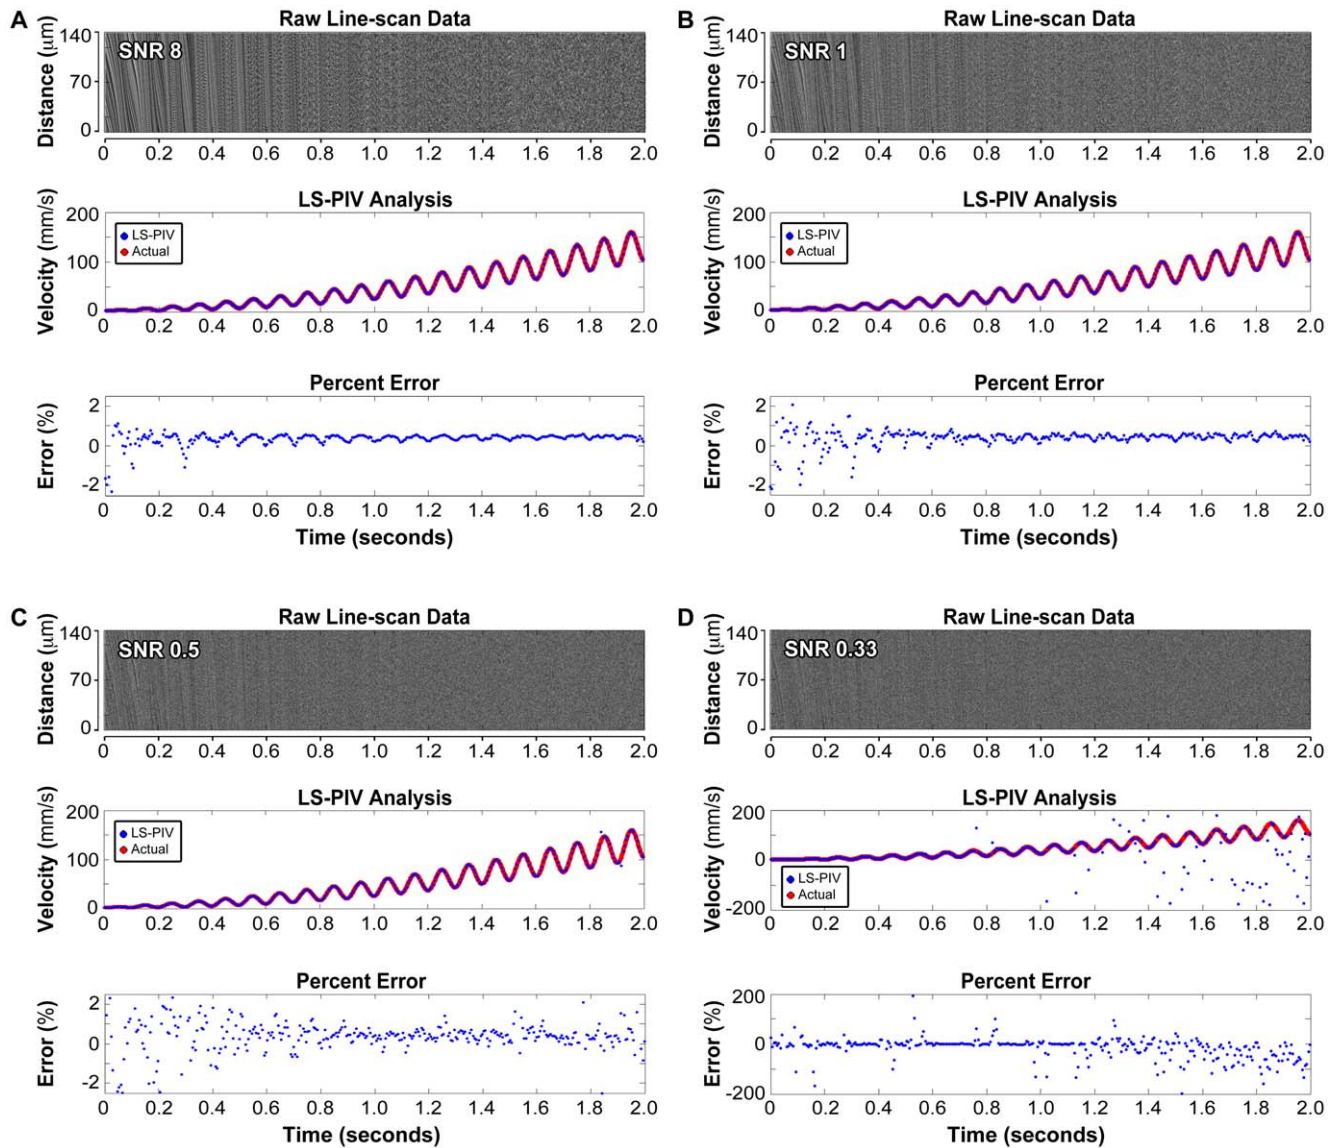 A
Raw Line-scan Data
SNR 8
Distance (μm)
140
70
0
0 0.2 0.4 0.6 0.8 1.0 1.2 1.4 1.6 1.8 2.0
LS-PIV Analysis
Velocity (mm/s)
200
100
0
LS-PIV
Actual
0 0.2 0.4 0.6 0.8 1.0 1.2 1.4 1.6 1.8 2.0
Percent Error
Error (%)
2
0
-2
0 0.2 0.4 0.6 0.8 1.0 1.2 1.4 1.6 1.8 2.0
Time (seconds)
B
Raw Line-scan Data
SNR 1
Distance (μm)
140
70
0
0 0.2 0.4 0.6 0.8 1.0 1.2 1.4 1.6 1.8 2.0
LS-PIV Analysis
Velocity (mm/s)
200
100
0
LS-PIV
Actual
0 0.2 0.4 0.6 0.8 1.0 1.2 1.4 1.6 1.8 2.0
Percent Error
Error (%)
2
0
-2
0 0.2 0.4 0.6 0.8 1.0 1.2 1.4 1.6 1.8 2.0
Time (seconds)
C
Raw Line-scan Data
SNR 0.5
Distance (μm)
140
70
0
0 0.2 0.4 0.6 0.8 1.0 1.2 1.4 1.6 1.8 2.0
LS-PIV Analysis
Velocity (mm/s)
200
100
0
LS-PIV
Actual
0 0.2 0.4 0.6 0.8 1.0 1.2 1.4 1.6 1.8 2.0
Percent Error
Error (%)
2
0
-2
0 0.2 0.4 0.6 0.8 1.0 1.2 1.4 1.6 1.8 2.0
Time (seconds)
D
Raw Line-scan Data
SNR 0.33
Distance (μm)
140
70
0
0 0.2 0.4 0.6 0.8 1.0 1.2 1.4 1.6 1.8 2.0
LS-PIV Analysis
Velocity (mm/s)
200
0
-200
LS-PIV
Actual
0 0.2 0.4 0.6 0.8 1.0 1.2 1.4 1.6 1.8 2.0
Percent Error
Error (%)
200
0
-200
0 0.2 0.4 0.6 0.8 1.0 1.2 1.4 1.6 1.8 2.0
Time (seconds)